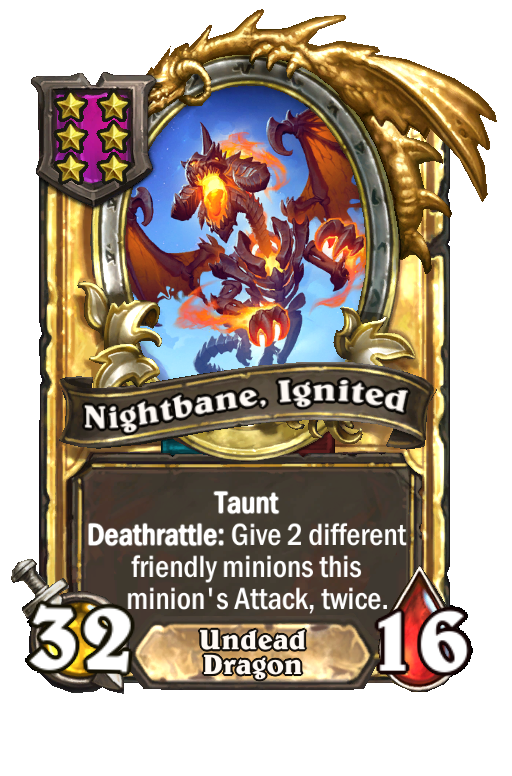 Nightbane, Ignited
Taunt
Deathrattle: Give 2 different
friendly minions this
minion's Attack, twice.
32
Undead
Dragon
16